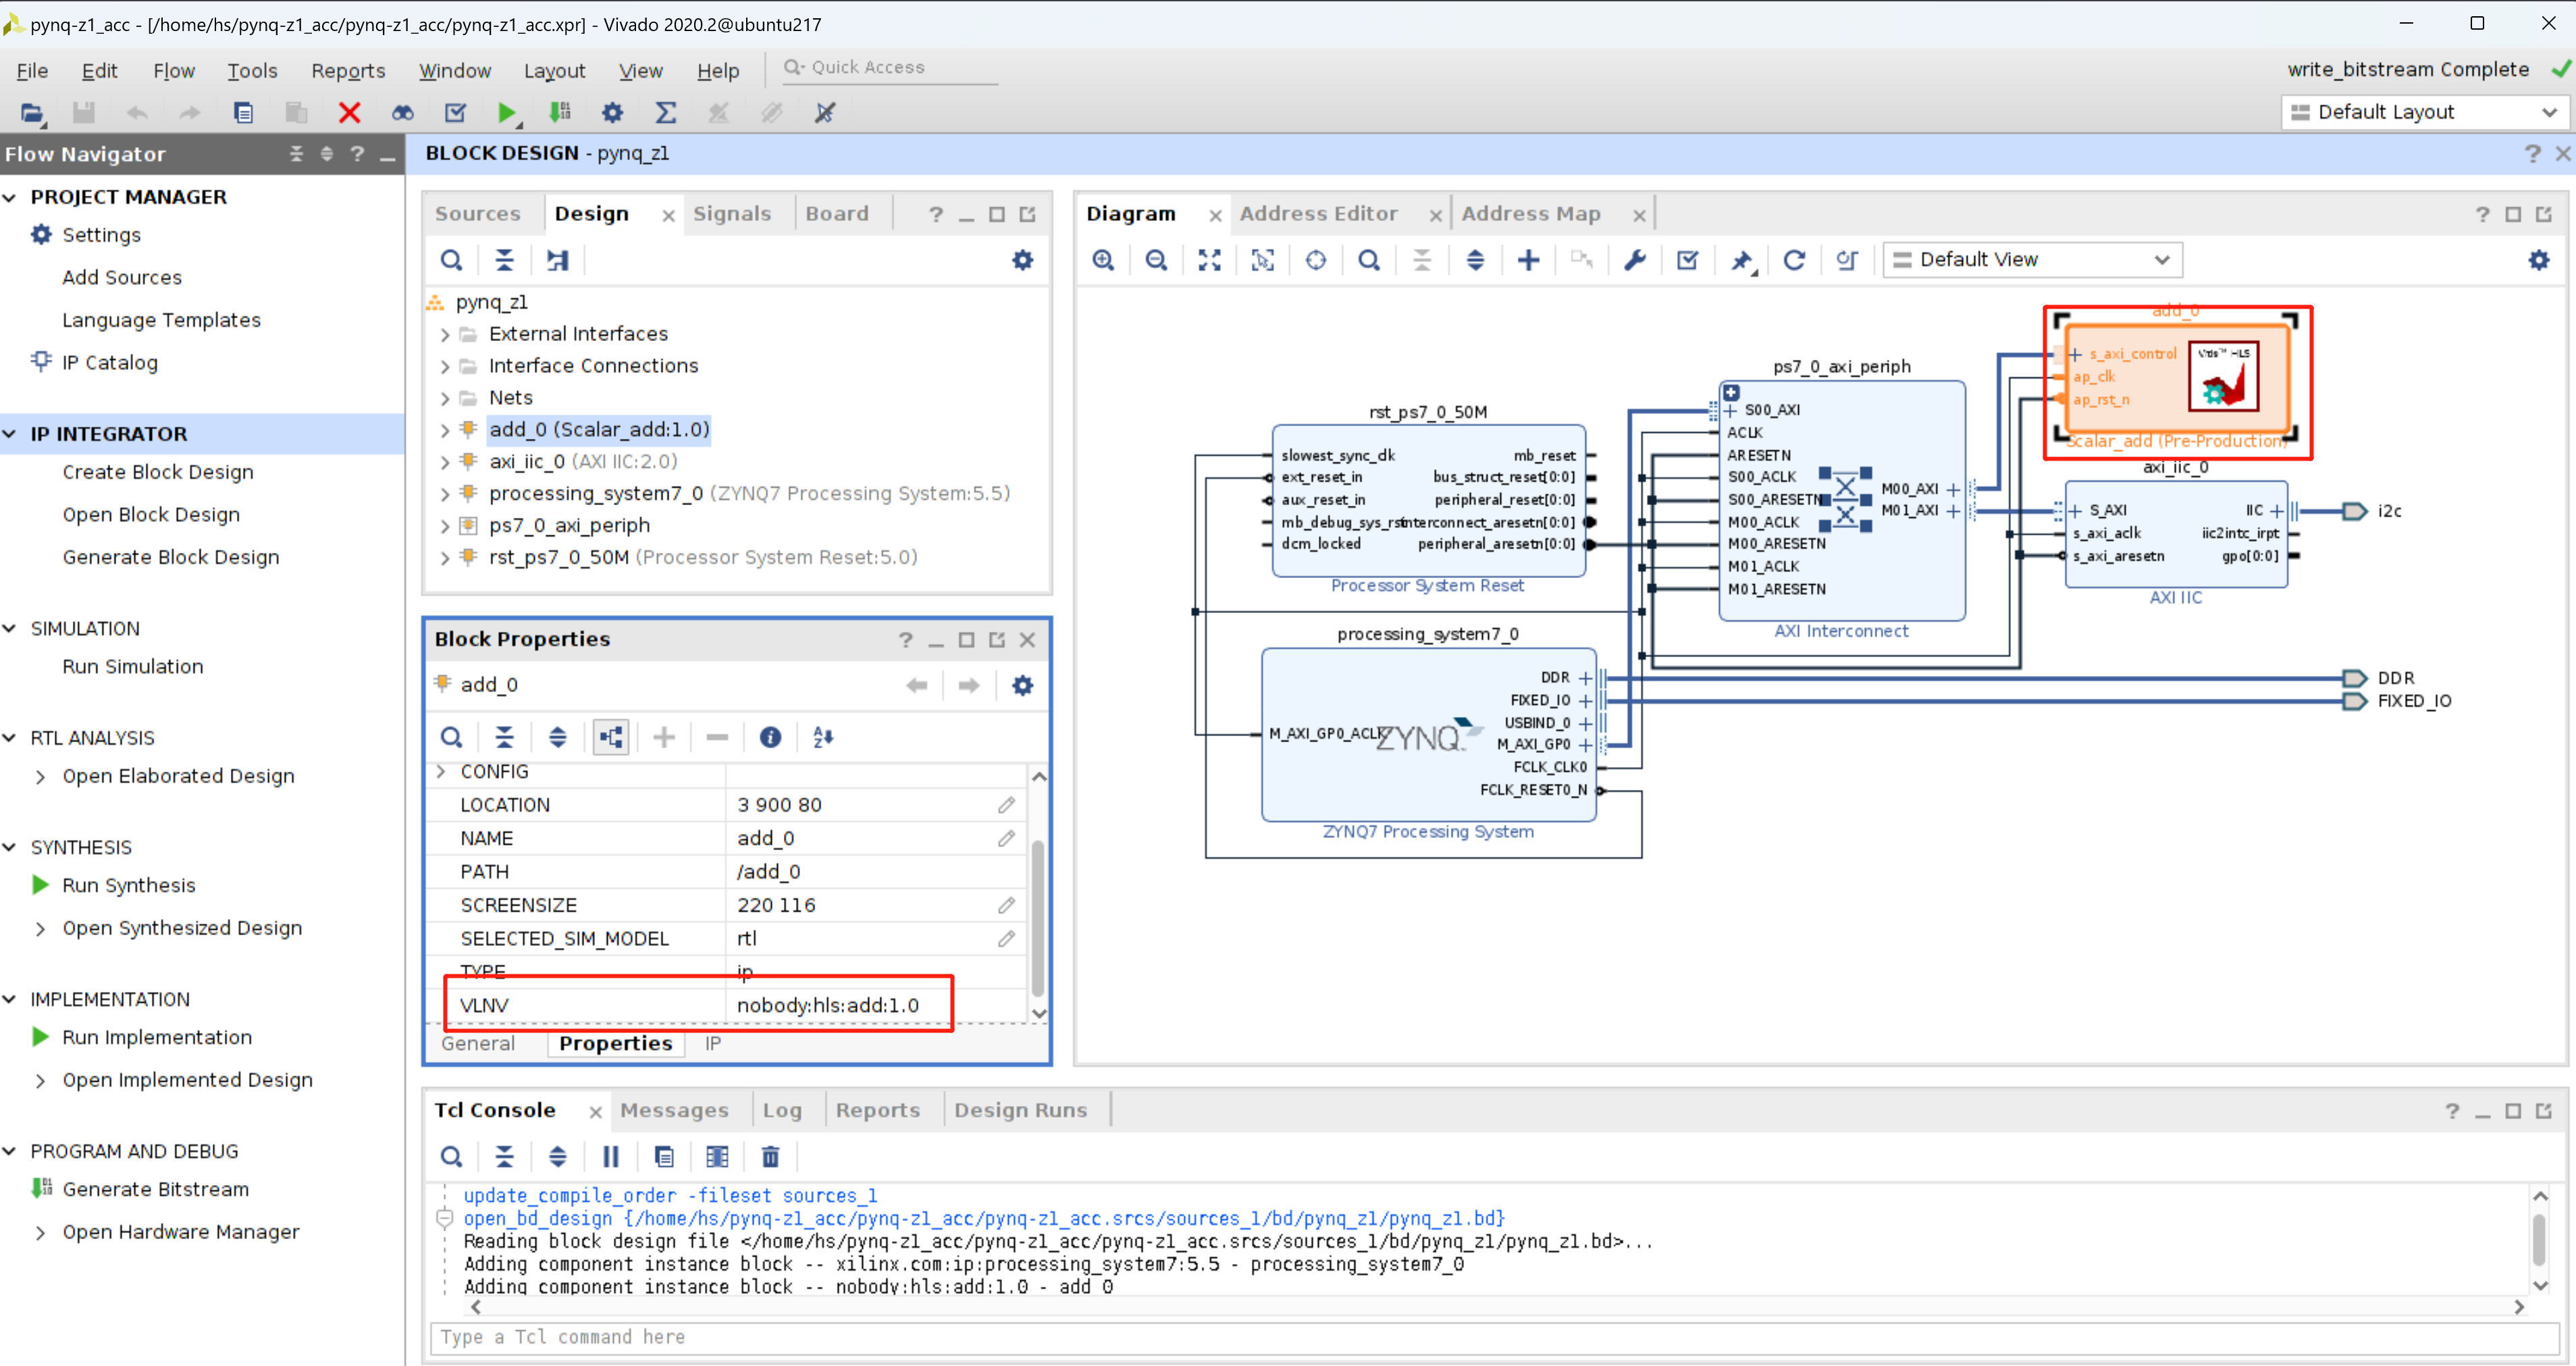 pynq-z1_acc - [/home/hs/pynq-z1_acc/pynq-z1_acc/pynq-z1_acc.xpr] - Vivado 2020.2@ubuntu217
File Edit Flow Tools Reports Window Layout View Help Quick Access
write_bitstream Complete
Default Layout
Flow Navigator
PROJECT MANAGER
Settings
Add Sources
Language Templates
IP Catalog
IP INTEGRATOR
Create Block Design
Open Block Design
Generate Block Design
SIMULATION
Run Simulation
RTL ANALYSIS
Open Elaborated Design
SYNTHESIS
Run Synthesis
Open Synthesized Design
IMPLEMENTATION
Run Implementation
Open Implemented Design
PROGRAM AND DEBUG
Generate Bitstream
Open Hardware Manager
BLOCK DESIGN - pynq_z1
Sources Design Signals Board
pynq_z1
External Interfaces
Interface Connections
Nets
add_0 (Scalar_add:1.0)
axi_iic_0 (AXI IIC:2.0)
processing_system7_0 (ZYNQ7 Processing System:5.5)
ps7_0_axi_periph
rst_ps7_0_50M (Processor System Reset:5.0)
Block Properties
add_0
CONFIG
LOCATION 3 900 80
NAME add_0
PATH /add_0
SCREENSIZE 220 116
SELECTED_SIM_MODEL rtl
TYPE ip
VLNV nobody:hls:add:1.0
General Properties IP
Diagram Address Editor Address Map
Default View
rst_ps7_0_50M
slowest_sync_clk mb_reset
ext_reset_in bus_struct_reset[0:0]
aux_reset_in peripheral_reset[0:0]
mb_debug_sys_rst interconnect_aresetn[0:0]
dcm_locked peripheral_aresetn[0:0]
Processor System Reset
processing_system7_0
DDR
FIXED_IO
USBIND_0
M_AXI_GP0_ACLK ZYNQ M_AXI_GP0
FCLK_CLK0
FCLK_RESET0_N
ZYNQ7 Processing System
ps7_0_axi_periph
S00_AXI
ACLK
ARESETN
S00_ACLK
S00_ARESETN M00_AXI
M00_ACLK M01_AXI
M00_ARESETN
M01_ACLK
M01_ARESETN
AXI Interconnect
add_0
s_axi_control
ap_clk
ap_rst_n
Vitis™ HLS
Scalar_add (Pre-Production)
axi_iic_0
S_AXI IIC
s_axi_aclk iic2intc_irpt
s_axi_aresetn gpo[0:0]
AXI IIC
i2c
DDR
FIXED_IO
Tcl Console Messages Log Reports Design Runs
update_compile_order -fileset sources_1
open_bd_design {/home/hs/pynq-z1_acc/pynq-z1_acc/pynq-z1_acc.srcs/sources_1/bd/pynq_z1/pynq_z1.bd}
Reading block design file </home/hs/pynq-z1_acc/pynq-z1_acc/pynq-z1_acc.srcs/sources_1/bd/pynq_z1/pynq_z1.bd>...
Adding component instance block -- xilinx.com:ip:processing_system7:5.5 - processing_system7_0
Adding component instance block -- nobody:hls:add:1.0 - add_0
Type a Tcl command here